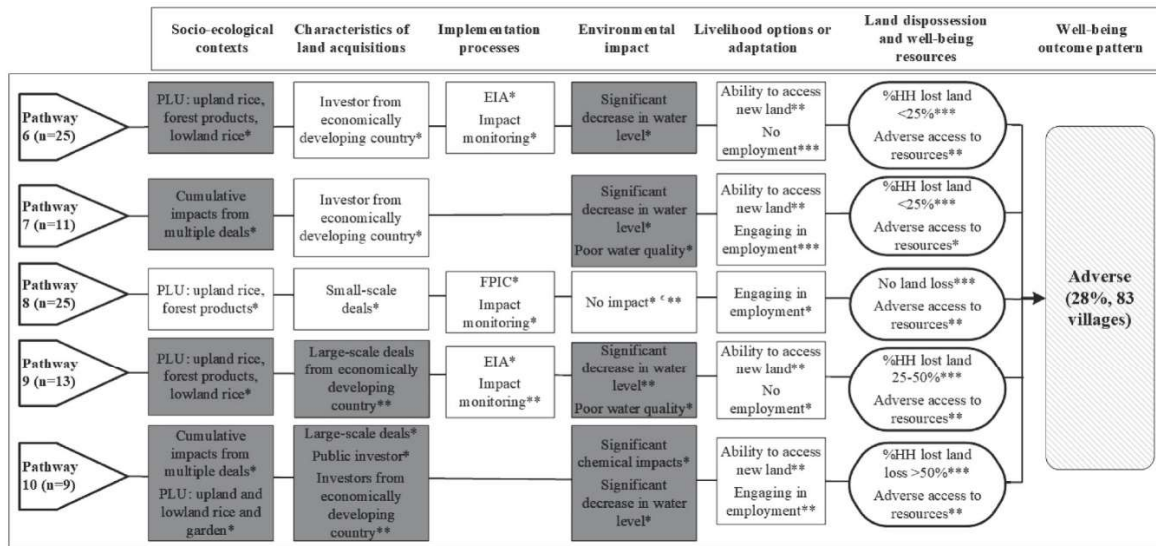 Socio-ecological
contexts
Characteristics of
land acquisitions
Implementation
processes
Environmental
impact
Livelihood options or
adaptation
Land dispossession
and well-being
resources
Well-being
outcome pattern
Pathway
6 (n=25)
PLU: upland rice,
forest products,
lowland rice*
Investor from
economically
developing country*
EIA*
Impact
monitoring*
Significant
decrease in water
level*
Ability to access
new land**
No
employment***
%HH lost land
<25%***
Adverse access to
resources**
Pathway
7 (n=11)
Cumulative
impacts from
multiple deals*
Investor from
economically
developing country*
Significant
decrease in water
level*
Poor water quality*
Ability to access
new land**
Engaging in
employment***
%HH lost land
<25%***
Adverse access to
resources*
Pathway
8 (n=25)
PLU: upland rice,
forest products*
Small-scale
deals*
FPIC*
Impact
monitoring*
No impact* **
Engaging in
employment*
No land loss***
Adverse access to
resources**
Pathway
9 (n=13)
PLU: upland rice,
forest products,
lowland rice*
Large-scale deals
from economically
developing
country**
EIA*
Impact
monitoring**
Significant
decrease in water
level**
Poor water quality*
Ability to access
new land**
No
employment*
%HH lost land
25-50%***
Adverse access to
resources**
Pathway
10 (n=9)
Cumulative
impacts from
multiple deals*
PLU: upland and
lowland rice and
garden*
Large-scale deals*
Public investor*
Investors from
economically
developing
country**
Significant
chemical impacts*
Significant
decrease in water
level*
Ability to access
new land**
Engaging in
employment**
%HH lost land
loss >50%***
Adverse access to
resources**
Adverse
(28%, 83
villages)